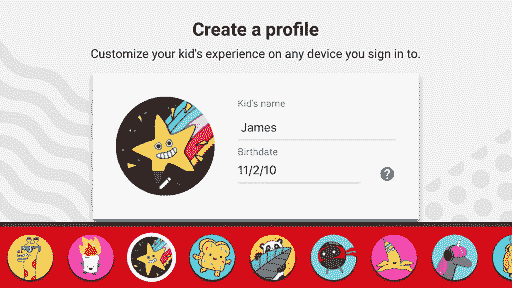 Create a profile
Customize your kid's experience on any device you sign in to.
Kid's name
James
Birthdate
11/2/10
?